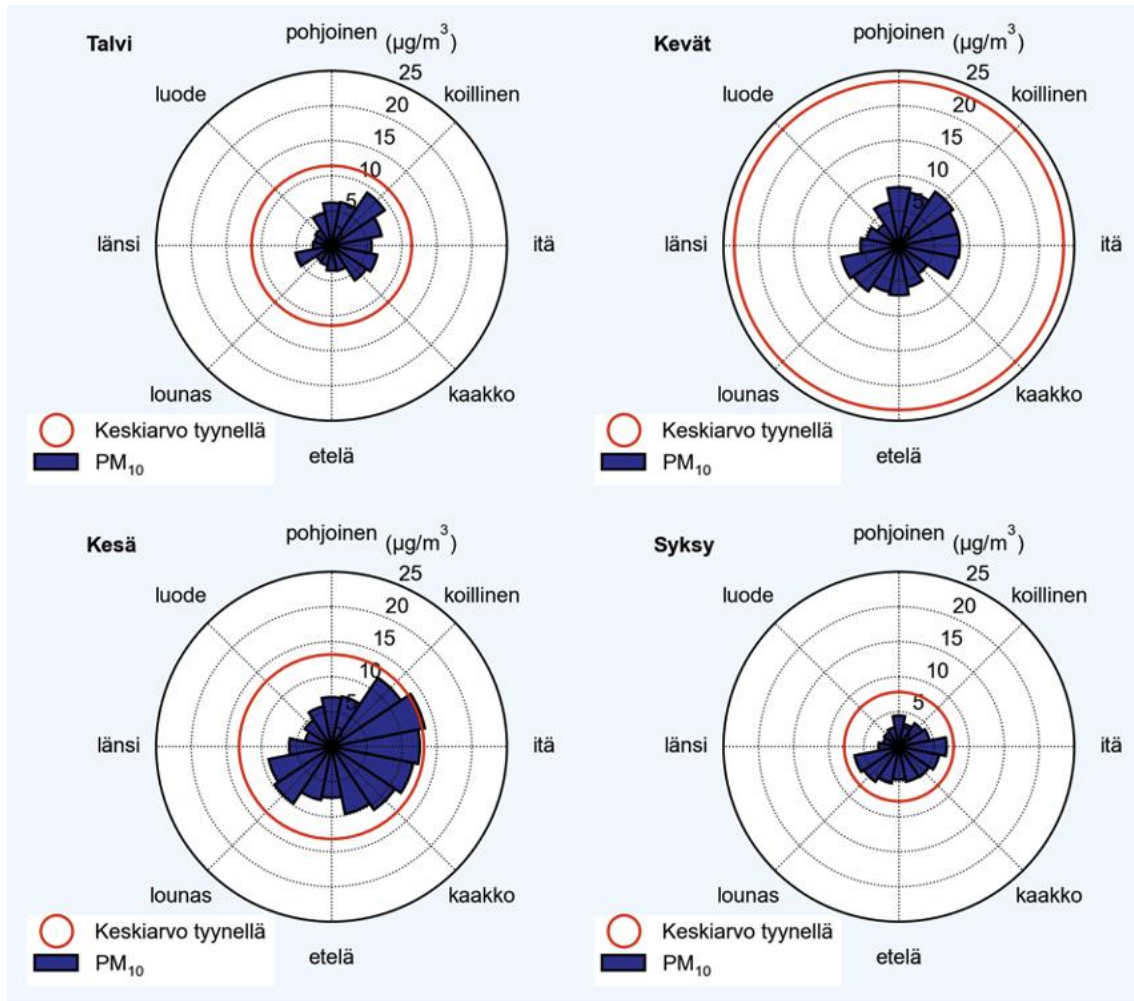 Talvi
pohjoinen (µg/m³)
25
luode
koillinen
20
15
10
5
länsi
itä
lounas
kaakko
Keskiarvo tyynellä
PM₁₀
etelä
Kevät
pohjoinen (µg/m³)
25
luode
koillinen
20
15
10
5
länsi
itä
lounas
kaakko
Keskiarvo tyynellä
PM₁₀
etelä
Kesä
pohjoinen (µg/m³)
25
luode
koillinen
20
15
10
5
länsi
itä
lounas
kaakko
Keskiarvo tyynellä
PM₁₀
etelä
Syksy
pohjoinen (µg/m³)
25
luode
koillinen
20
15
10
5
länsi
itä
lounas
kaakko
Keskiarvo tyynellä
PM₁₀
etelä